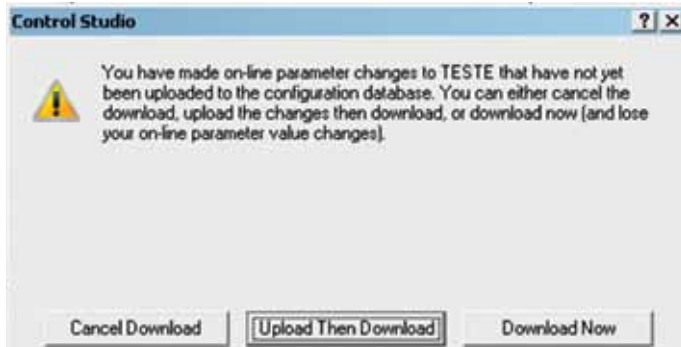 Control Studio
You have made on-line parameter changes to TESTE that have not yet
been uploaded to the configuration database. You can either cancel the
download, upload the changes then download, or download now (and lose
your on-line parameter value changes).
Cancel Download
Upload Then Download
Download Now